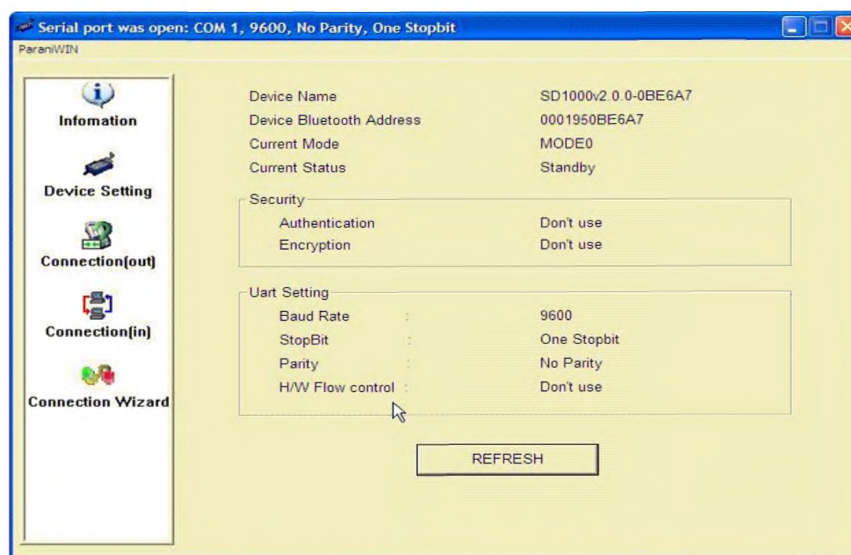 Serial port was open: COM 1, 9600, No Parity, One Stopbit
ParaniWIN
Infomation
Device Setting
Connection(out)
Connection(in)
Connection Wizard
Device Name SD1000v2.0.0-0BE6A7
Device Bluetooth Address 0001950BE6A7
Current Mode MODE0
Current Status Standby
Security
Authentication Don't use
Encryption Don't use
Uart Setting
Baud Rate : 9600
StopBit : One Stopbit
Parity : No Parity
H/W Flow control : Don't use
REFRESH